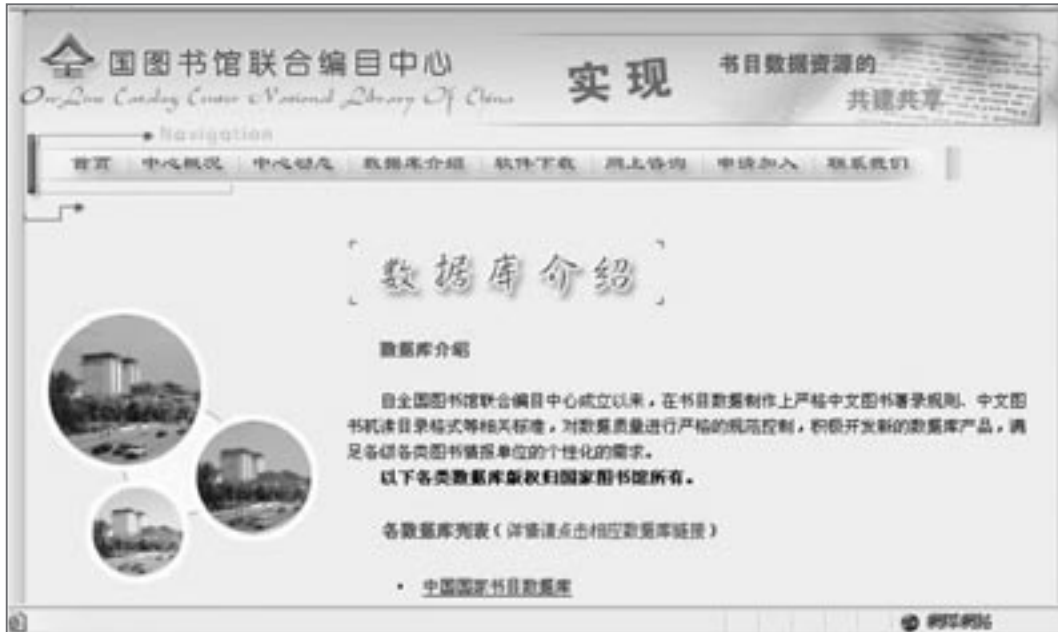 全国图书馆联合编目中心
On-Line Catalog Center National Library Of China
实现
书目数据资源的
共建共享
Navigation
首页 中心概况 中心动态 数据库介绍 软件下载 网上咨询 申请加入 联系我们
数据库介绍
数据库介绍
自全国图书馆联合编目中心成立以来，在书目数据制作上严格中文图书著录规则、中文图
书机读目录格式等相关标准，对数据质量进行严格的规范控制，积极开发新的数据库产品，满
足各级各类图书情报单位的个性化的需求。
以下各类数据库版权归国家图书馆所有。
各数据库列表（详情请点击相应数据库链接）
· 中国国家书目数据库
網際網站